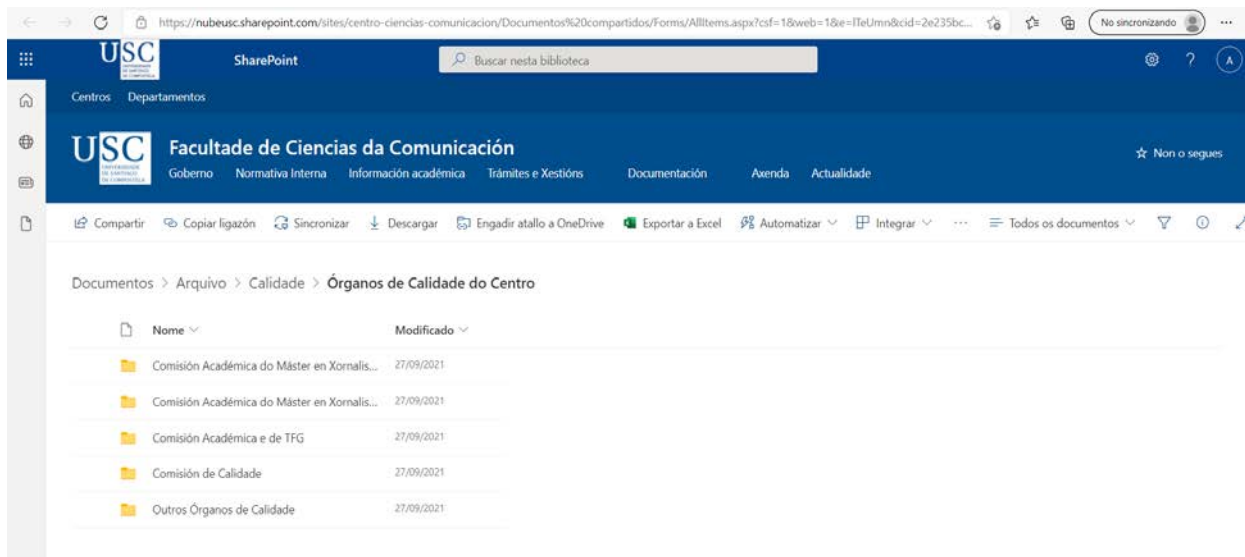 https://nubeusc.sharepoint.com/sites/centro-ciencias-comunicacion/Documentos%20compartidos/Forms/AllItems.aspx?csf=1&web=1&e=ITeUmn&cid=2e235bc... No sincronizando
USC SharePoint Buscar nesta biblioteca ? A
Centros Departamentos
USC Facultade de Ciencias da Comunicación
Non o segues
Goberno Normativa Interna Información académica Trámites e Xestións Documentación Axenda Actualidade
Compartir Copiar ligazón Sincronizar Descargar Engadir atallo a OneDrive Exportar a Excel Automatizar Integrar ... Todos os documentos
Documentos > Arquivo > Calidade > Órganos de Calidade do Centro
Nome Modificado
Comisión Académica do Máster en Xornalis... 27/09/2021
Comisión Académica do Máster en Xornalis... 27/09/2021
Comisión Académica e de TFG 27/09/2021
Comisión de Calidade 27/09/2021
Outros Órganos de Calidade 27/09/2021